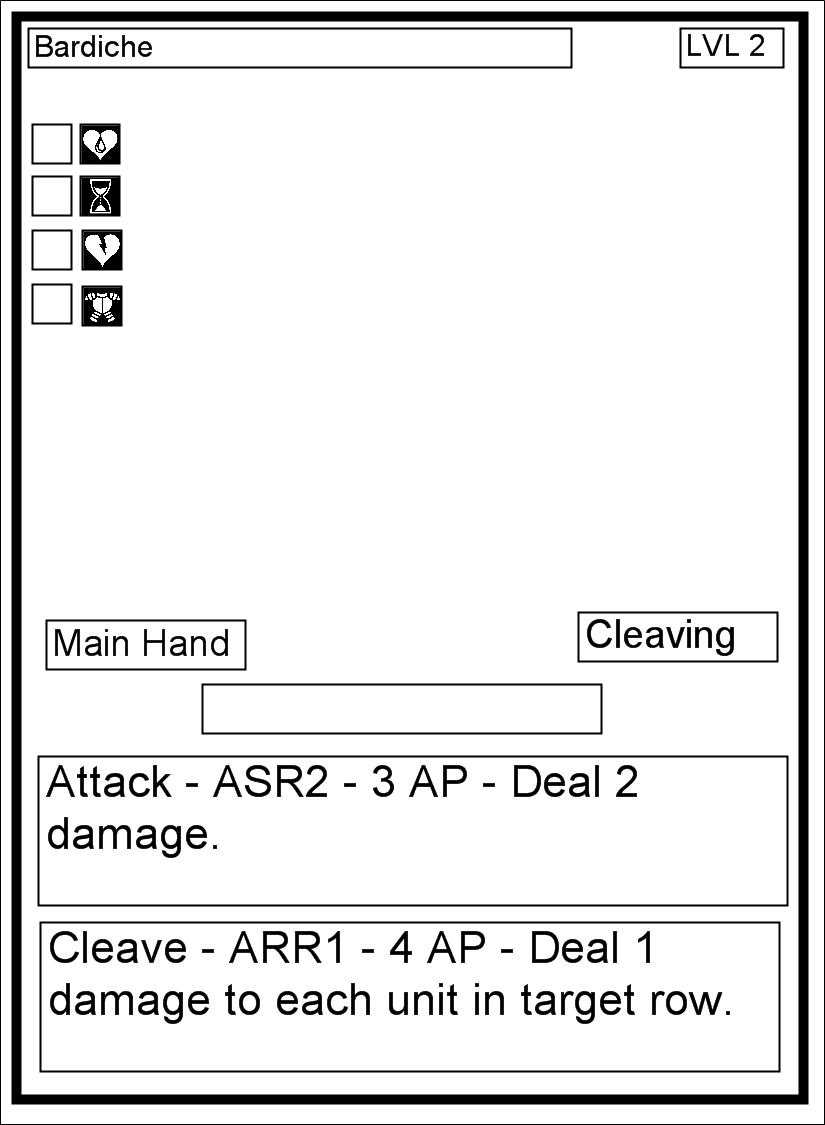 Bardiche
LVL 2
Main Hand
Cleaving
Attack - ASR2 - 3 AP - Deal 2
damage.
Cleave - ARR1 - 4 AP - Deal 1
damage to each unit in target row.